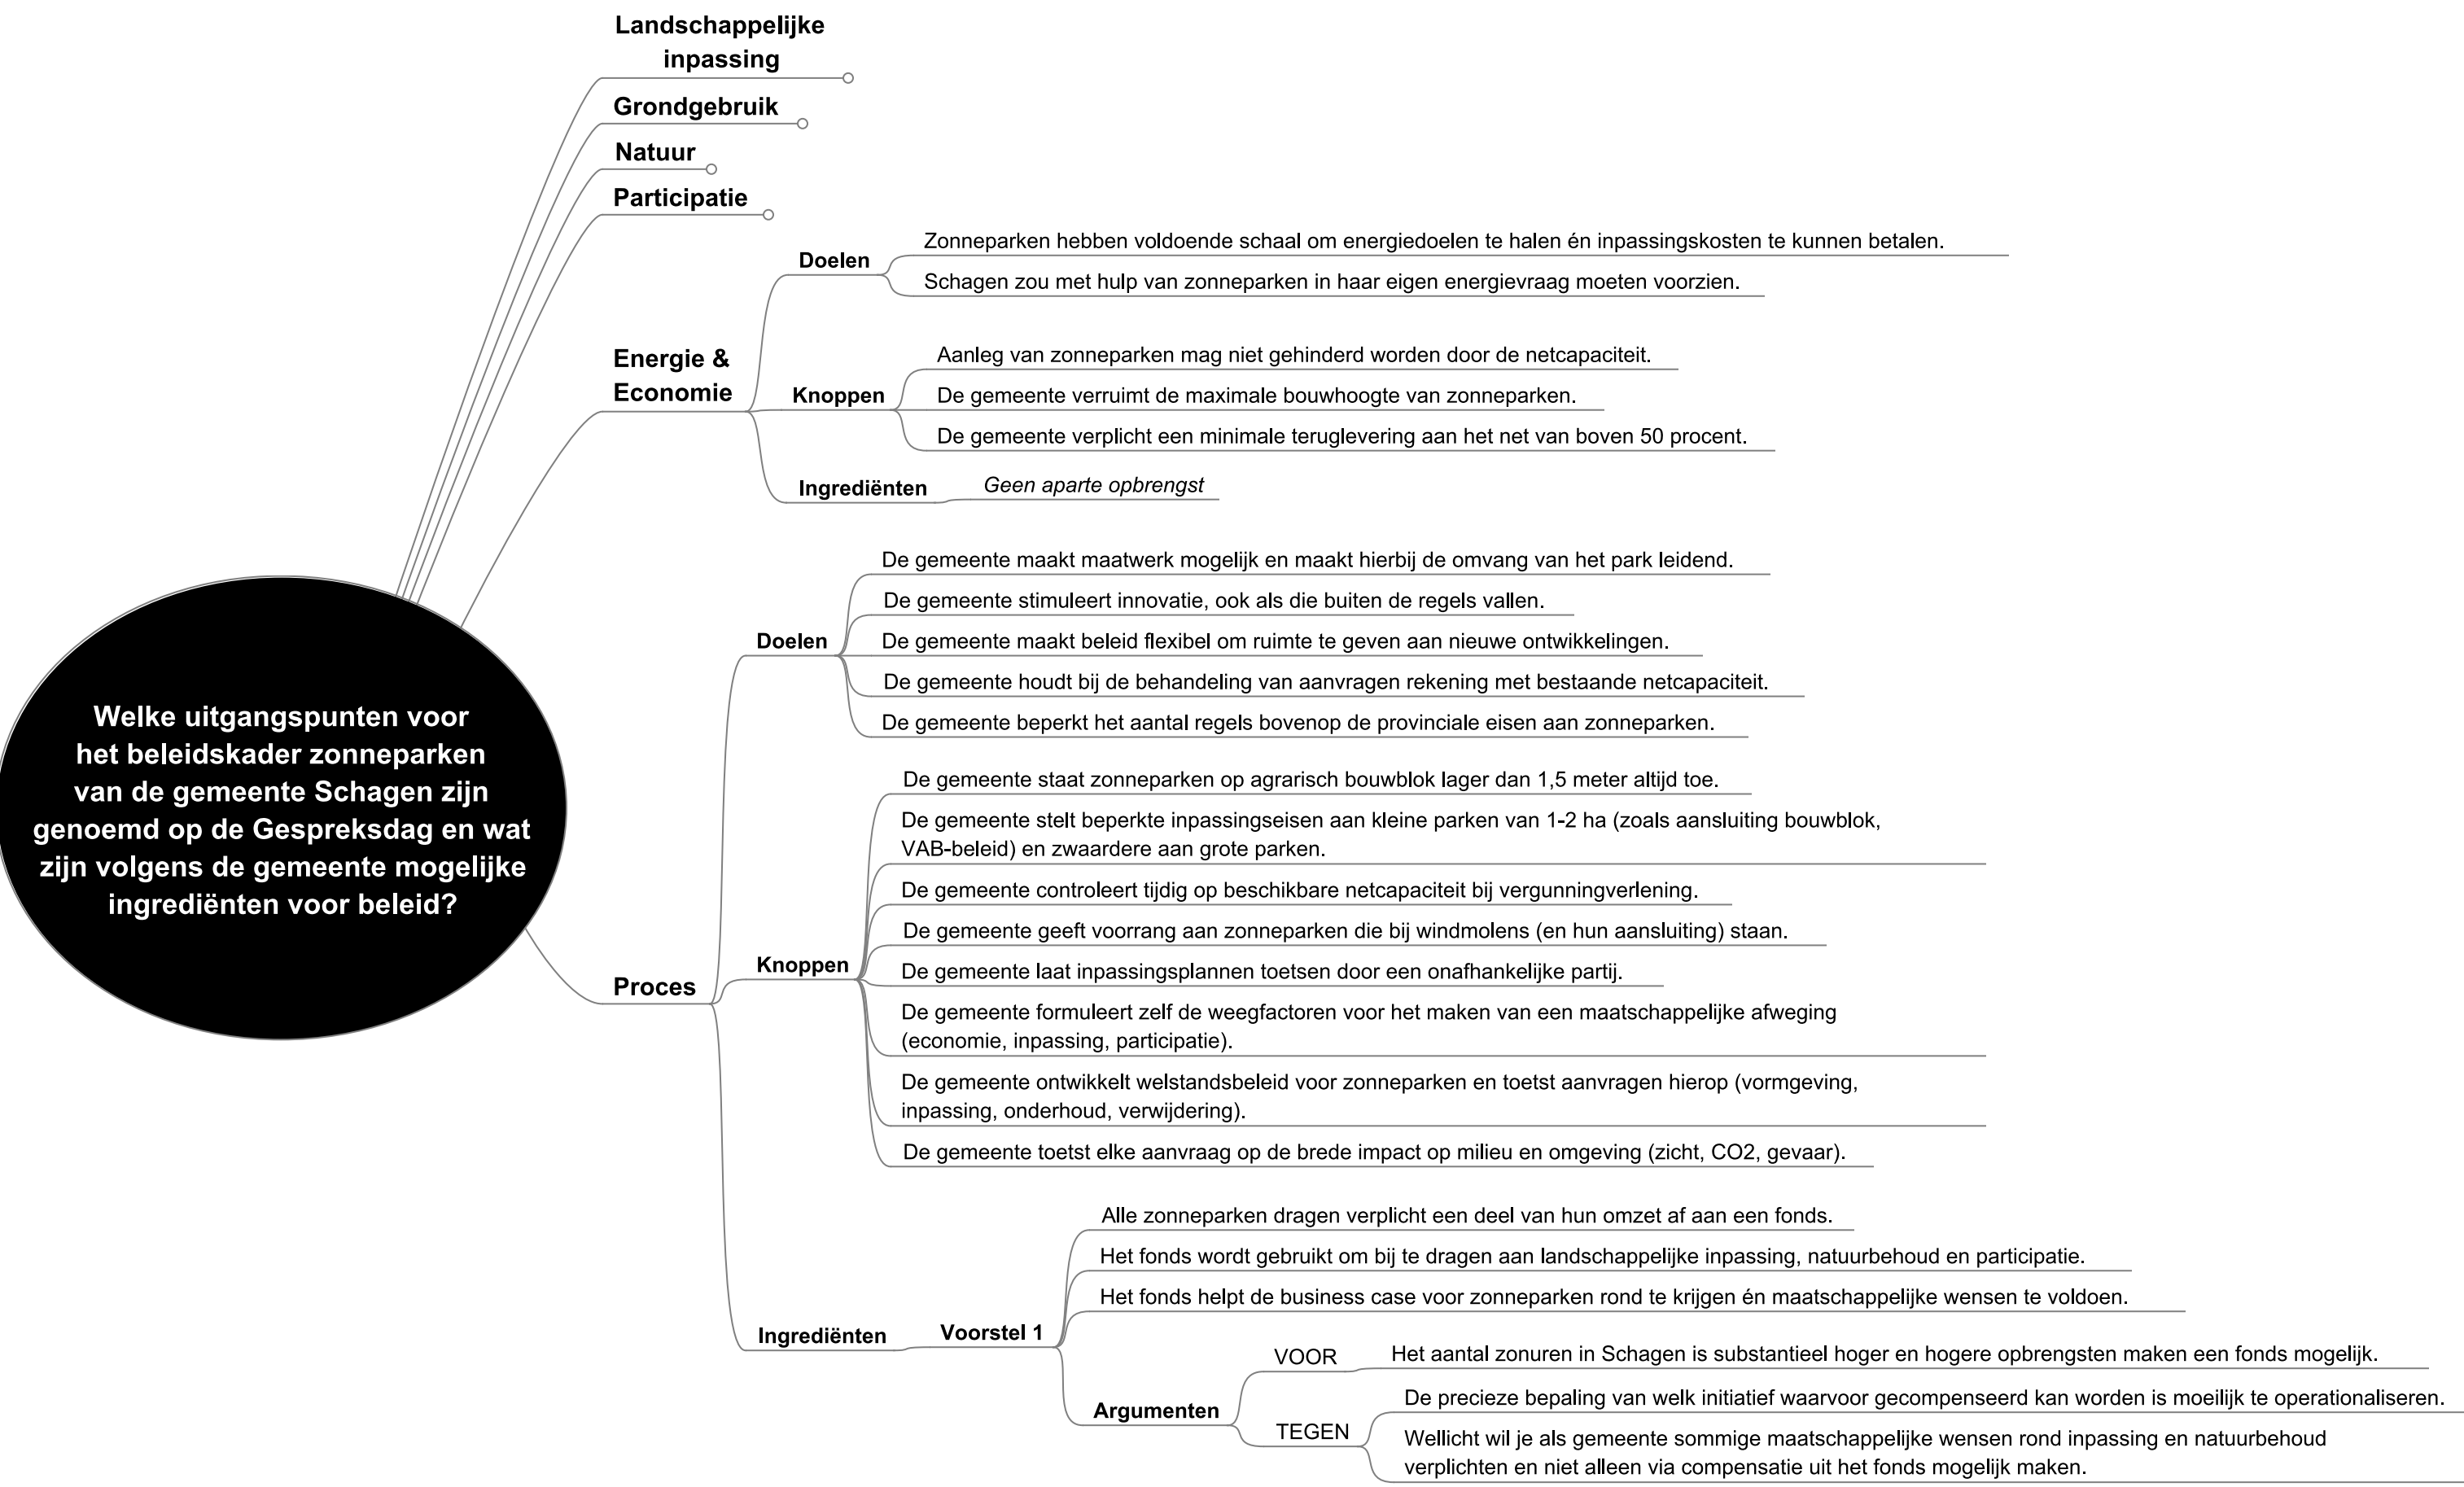 Landschappelijke
inpassing
Grondgebruik
Natuur
Participatie
Energie &
Economie
Doelen
Zonneparken hebben voldoende schaal om energiedoelen te halen én inpassingskosten te kunnen betalen.
Schagen zou met hulp van zonneparken in haar eigen energievraag moeten voorzien.
Knoppen
Aanleg van zonneparken mag niet gehinderd worden door de netcapaciteit.
De gemeente verruimt de maximale bouwhoogte van zonneparken.
De gemeente verplicht een minimale teruglevering aan het net van boven 50 procent.
Ingrediënten
Geen aparte opbrengst
Welke uitgangspunten voor
het beleidskader zonneparken
van de gemeente Schagen zijn
genoemd op de Gespreksdag en wat
zijn volgens de gemeente mogelijke
ingrediënten voor beleid?
Proces
Doelen
De gemeente maakt maatwerk mogelijk en maakt hierbij de omvang van het park leidend.
De gemeente stimuleert innovatie, ook als die buiten de regels vallen.
De gemeente maakt beleid flexibel om ruimte te geven aan nieuwe ontwikkelingen.
De gemeente houdt bij de behandeling van aanvragen rekening met bestaande netcapaciteit.
De gemeente beperkt het aantal regels bovenop de provinciale eisen aan zonneparken.
Knoppen
De gemeente staat zonneparken op agrarisch bouwblok lager dan 1,5 meter altijd toe.
De gemeente stelt beperkte inpassingseisen aan kleine parken van 1-2 ha (zoals aansluiting bouwblok,
VAB-beleid) en zwaardere aan grote parken.
De gemeente controleert tijdig op beschikbare netcapaciteit bij vergunningverlening.
De gemeente geeft voorrang aan zonneparken die bij windmolens (en hun aansluiting) staan.
De gemeente laat inpassingsplannen toetsen door een onafhankelijke partij.
De gemeente formuleert zelf de weegfactoren voor het maken van een maatschappelijke afweging
(economie, inpassing, participatie).
De gemeente ontwikkelt welstandsbeleid voor zonneparken en toetst aanvragen hierop (vormgeving,
inpassing, onderhoud, verwijdering).
De gemeente toetst elke aanvraag op de brede impact op milieu en omgeving (zicht, CO2, gevaar).
Ingrediënten
Voorstel 1
Alle zonneparken dragen verplicht een deel van hun omzet af aan een fonds.
Het fonds wordt gebruikt om bij te dragen aan landschappelijke inpassing, natuurbehoud en participatie.
Het fonds helpt de business case voor zonneparken rond te krijgen én maatschappelijke wensen te voldoen.
Argumenten
VOOR
Het aantal zonuren in Schagen is substantieel hoger en hogere opbrengsten maken een fonds mogelijk.
TEGEN
De precieze bepaling van welk initiatief waarvoor gecompenseerd kan worden is moeilijk te operationaliseren.
Wellicht wil je als gemeente sommige maatschappelijke wensen rond inpassing en natuurbehoud
verplichten en niet alleen via compensatie uit het fonds mogelijk maken.